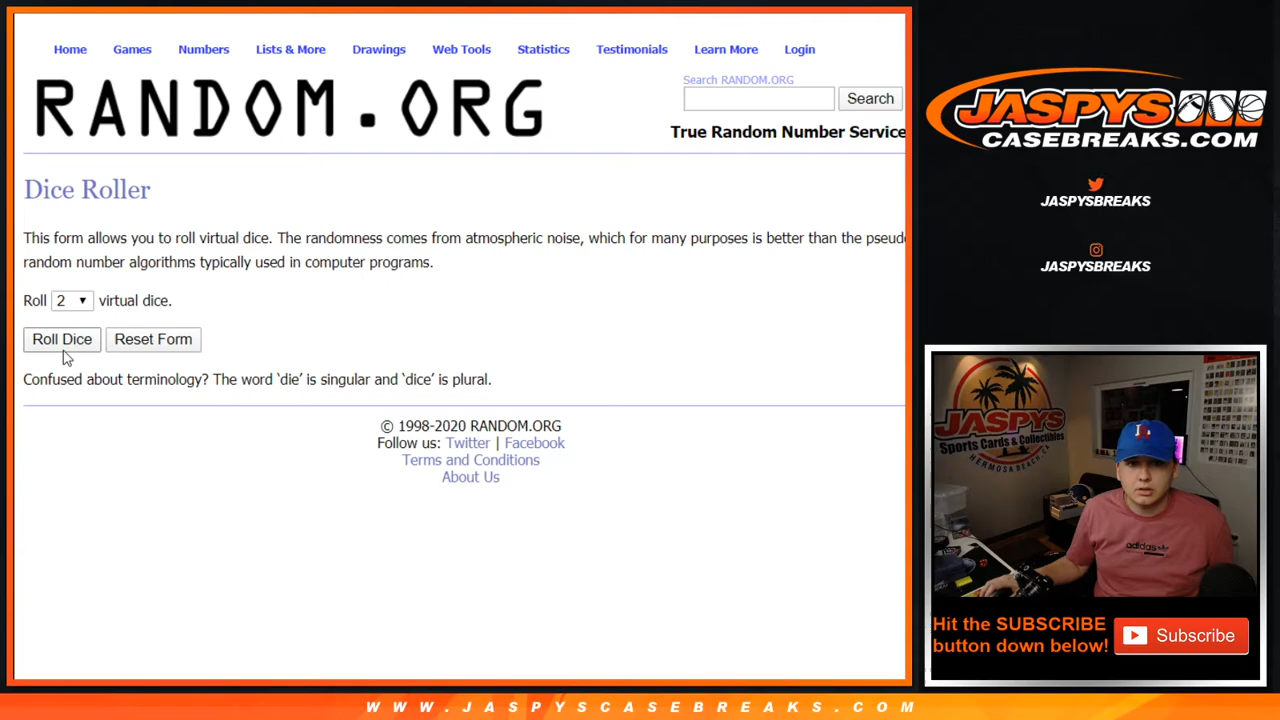 Home Games Numbers Lists & More Drawings Web Tools Statistics Testimonials Learn More Login
RANDOM.ORG
Search RANDOM.ORG
Search
True Random Number Service
Dice Roller
This form allows you to roll virtual dice. The randomness comes from atmospheric noise, which for many purposes is better than the pseudo
random number algorithms typically used in computer programs.
Roll 2 virtual dice.
Roll Dice Reset Form
Confused about terminology? The word ‘die’ is singular and ‘dice’ is plural.
© 1998-2020 RANDOM.ORG
Follow us: Twitter | Facebook
Terms and Conditions
About Us
JASPYS
CASEBREAKS.COM
JASPYSBREAKS
JASPYSBREAKS
JASPYS
Sports Cards & Collectibles
HERMOSA BEACH, CA
adidas
Hit the SUBSCRIBE
button down below!
Subscribe
WWW.JASPYSCASEBREAKS.COM